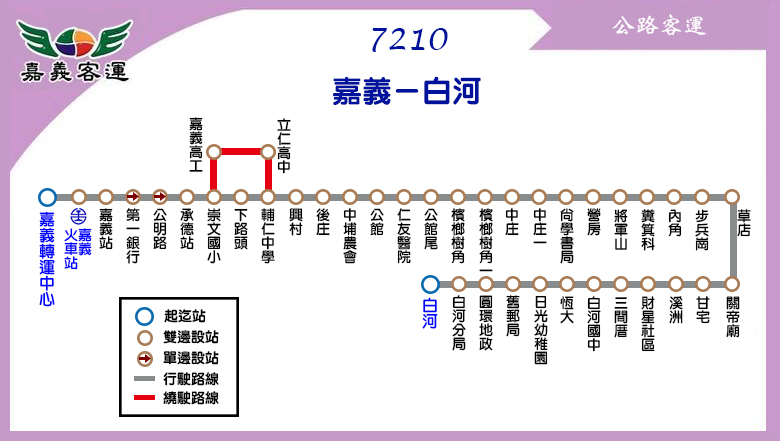 嘉義客運
7210
公路客運
嘉義－白河
嘉義高工
立仁高中
嘉義轉運中心
嘉義火車站
嘉義站
第一銀行
公明路
承德站
崇文國小
下路頭
輔仁中學
興村
後庄
中埔農會
公館
仁友醫院
公館尾
檳榔樹角
檳榔樹角一
中庄
中庄一
尚學書局
營房
將軍山
糞箕科
內角
步兵崗
草店
關帝廟
甘宅
溪洲
財星社區
三間厝
白河國中
恆大
日光幼稚園
舊郵局
圓環地政
白河分局
白河
起迄站
雙邊設站
單邊設站
行駛路線
繞駛路線